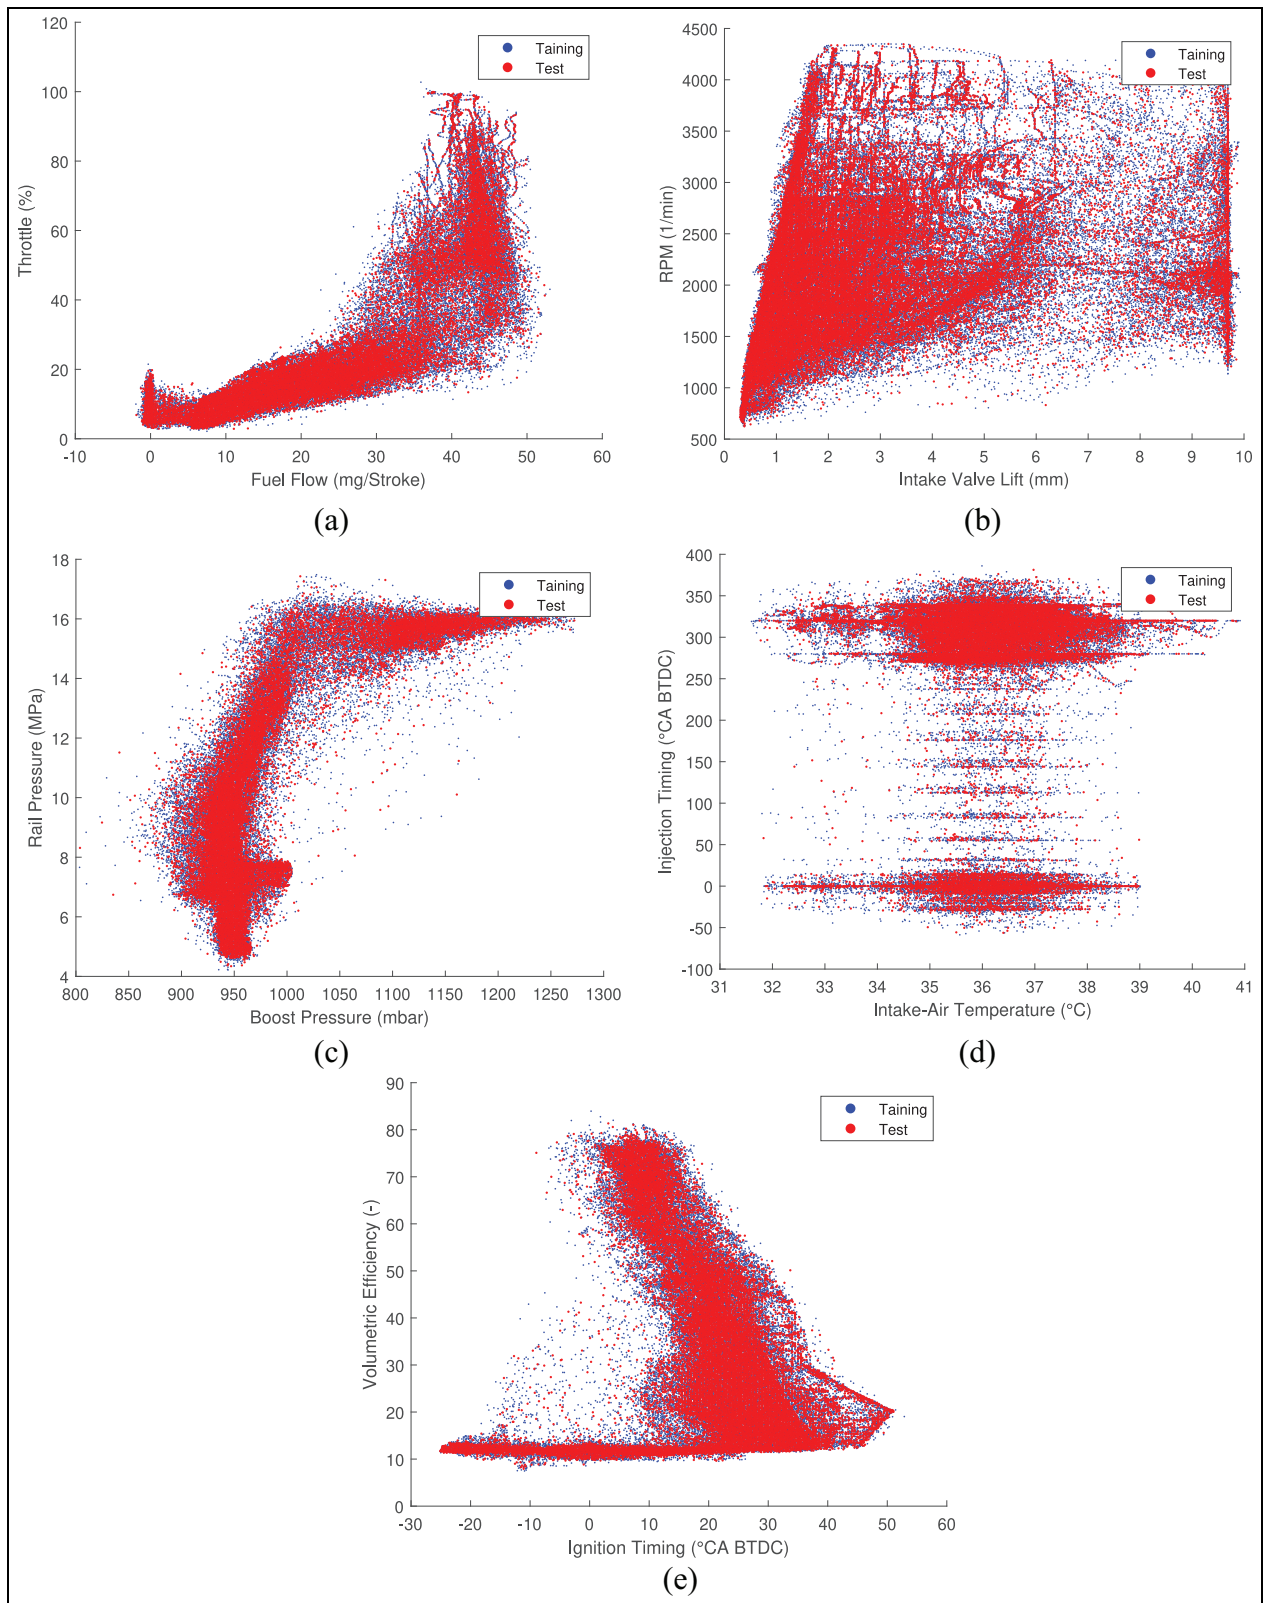 120
100
80
60
40
20
0
Throttle (%)
-10 0 10 20 30 40 50 60
Fuel Flow (mg/Stroke)
Taining
Test
(a)
4500
4000
3500
3000
2500
2000
1500
1000
500
RPM (1/min)
0 1 2 3 4 5 6 7 8 9 10
Intake Valve Lift (mm)
Taining
Test
(b)
18
16
14
12
10
8
6
4
Rail Pressure (MPa)
800 850 900 950 1000 1050 1100 1150 1200 1250 1300
Boost Pressure (mbar)
Taining
Test
(c)
400
350
300
250
200
150
100
50
0
-50
-100
Injection Timing (°CA BTDC)
31 32 33 34 35 36 37 38 39 40 41
Intake-Air Temperature (°C)
Taining
Test
(d)
90
80
70
60
50
40
30
20
10
0
Volumetric Efficiency (-)
-30 -20 -10 0 10 20 30 40 50 60
Ignition Timing (°CA BTDC)
Taining
Test
(e)